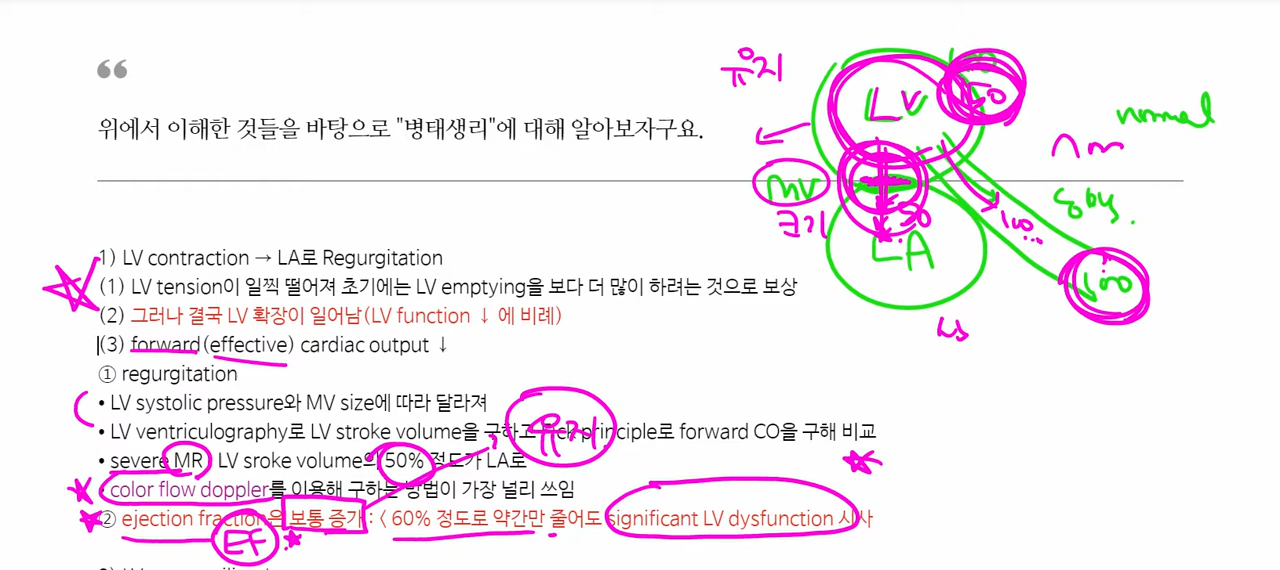 “
위에서 이해한 것들을 바탕으로 "병태생리"에 대해 알아보자구요.
유지
LV
50
normal
MV
크기
50
100
LA
100
1) LV contraction → LA로 Regurgitation
(1) LV tension이 일찍 떨어져 초기에는 LV emptying을 보다 더 많이 하려는 것으로 보상
(2) 그러나 결국 LV 확장이 일어남(LV function ↓ 에 비례)
(3) forward(effective) cardiac output ↓
① regurgitation
• LV systolic pressure와 MV size에 따라 달라져
• LV ventriculography로 LV stroke volume을 구하고 principle로 forward CO을 구해 비교
유지
• severe MR LV sroke volume의 50% 정도가 LA로
• color flow doppler를 이용해 구하는 방법이 가장 널리 쓰임
② ejection fraction은 보통 증가 : < 60% 정도로 약간만 줄어도 significant LV dysfunction 시사
EF